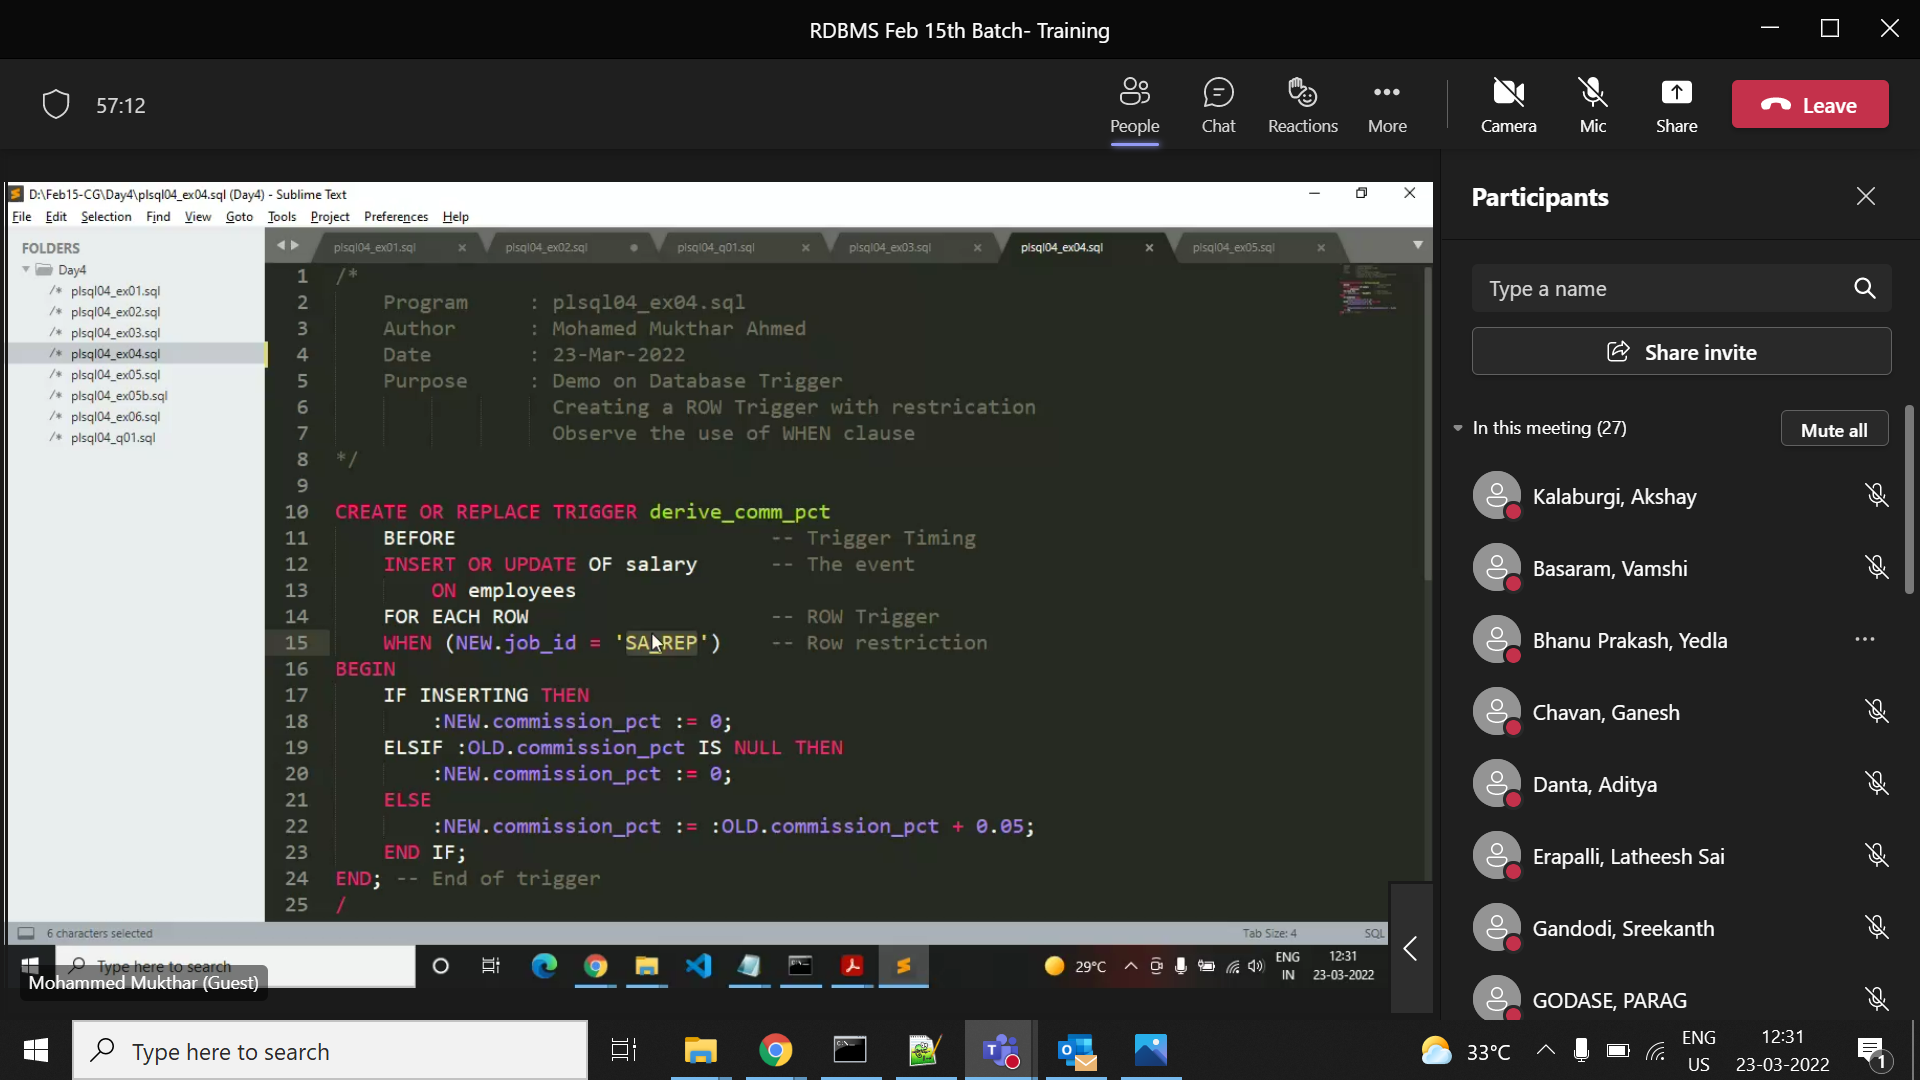 RDBMS Feb 15th Batch- Training
57:12
People
Chat
Reactions
More
Camera
Mic
Share
Leave
D:\Feb15-CG\Day4\plsql04_ex04.sql (Day4) - Sublime Text
File Edit Selection Find View Goto Tools Project Preferences Help
FOLDERS
Day4
/* plsql04_ex01.sql
/* plsql04_ex02.sql
/* plsql04_ex03.sql
/* plsql04_ex04.sql
/* plsql04_ex05.sql
/* plsql04_ex05b.sql
/* plsql04_ex06.sql
/* plsql04_q01.sql
plsql04_ex01.sql
plsql04_ex02.sql
plsql04_q01.sql
plsql04_ex03.sql
plsql04_ex04.sql
plsql04_ex05.sql
1 /*
2 Program : plsql04_ex04.sql
3 Author : Mohamed Mukthar Ahmed
4 Date : 23-Mar-2022
5 Purpose : Demo on Database Trigger
6 Creating a ROW Trigger with restrication
7 Observe the use of WHEN clause
8 */
9
10 CREATE OR REPLACE TRIGGER derive_comm_pct
11 BEFORE -- Trigger Timing
12 INSERT OR UPDATE OF salary -- The event
13 ON employees
14 FOR EACH ROW -- ROW Trigger
15 WHEN (NEW.job_id = 'SA_REP') -- Row restriction
16 BEGIN
17 IF INSERTING THEN
18 :NEW.commission_pct := 0;
19 ELSIF :OLD.commission_pct IS NULL THEN
20 :NEW.commission_pct := 0;
21 ELSE
22 :NEW.commission_pct := :OLD.commission_pct + 0.05;
23 END IF;
24 END; -- End of trigger
25 /
6 characters selected
Tab Size: 4
SQL
Type here to search
Mohammed Mukthar (Guest)
29°C
ENG
IN
12:31
23-03-2022
Participants
Type a name
Share invite
In this meeting (27)
Mute all
Kalaburgi, Akshay
Basaram, Vamshi
Bhanu Prakash, Yedla
Chavan, Ganesh
Danta, Aditya
Erapalli, Latheesh Sai
Gandodi, Sreekanth
GODASE, PARAG
Type here to search
33°C
ENG
US
12:31
23-03-2022
1